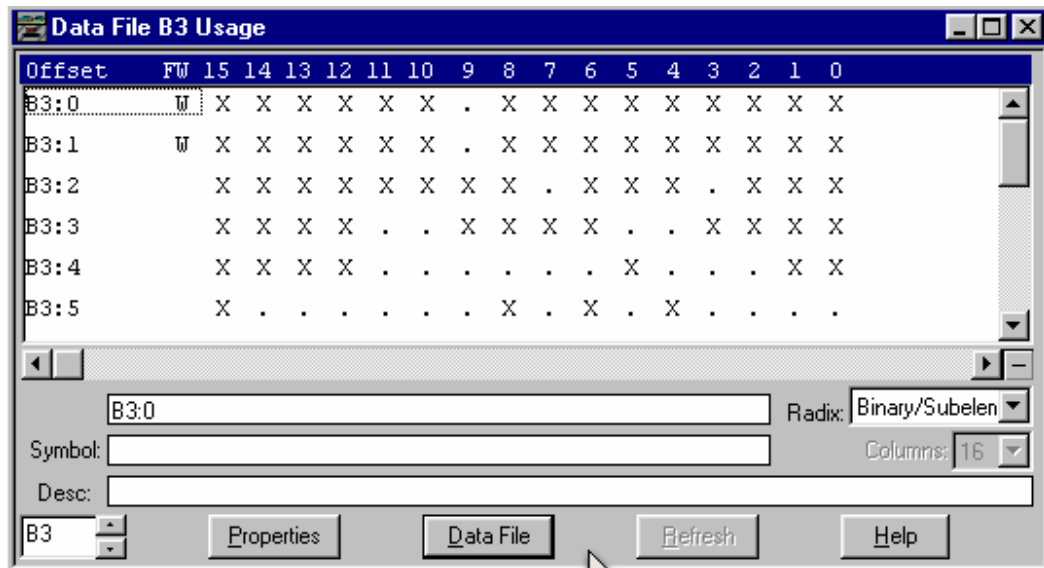 Data File B3 Usage
Offset FW 15 14 13 12 11 10 9 8 7 6 5 4 3 2 1 0
B3:0 W X X X X X X . X X X X X X X X X
B3:1 W X X X X X X . X X X X X X X X X
B3:2 X X X X X X X X . X X X . X X X
B3:3 X X X X . . X X X X . . X X X X
B3:4 X X X X . . . . . . X . . . X X
B3:5 X . . . . . . X . X . X . . . .
B3:0
Radix: Binary/Subelen
Symbol:
Columns: 16
Desc:
B3 Properties Data File Refresh Help